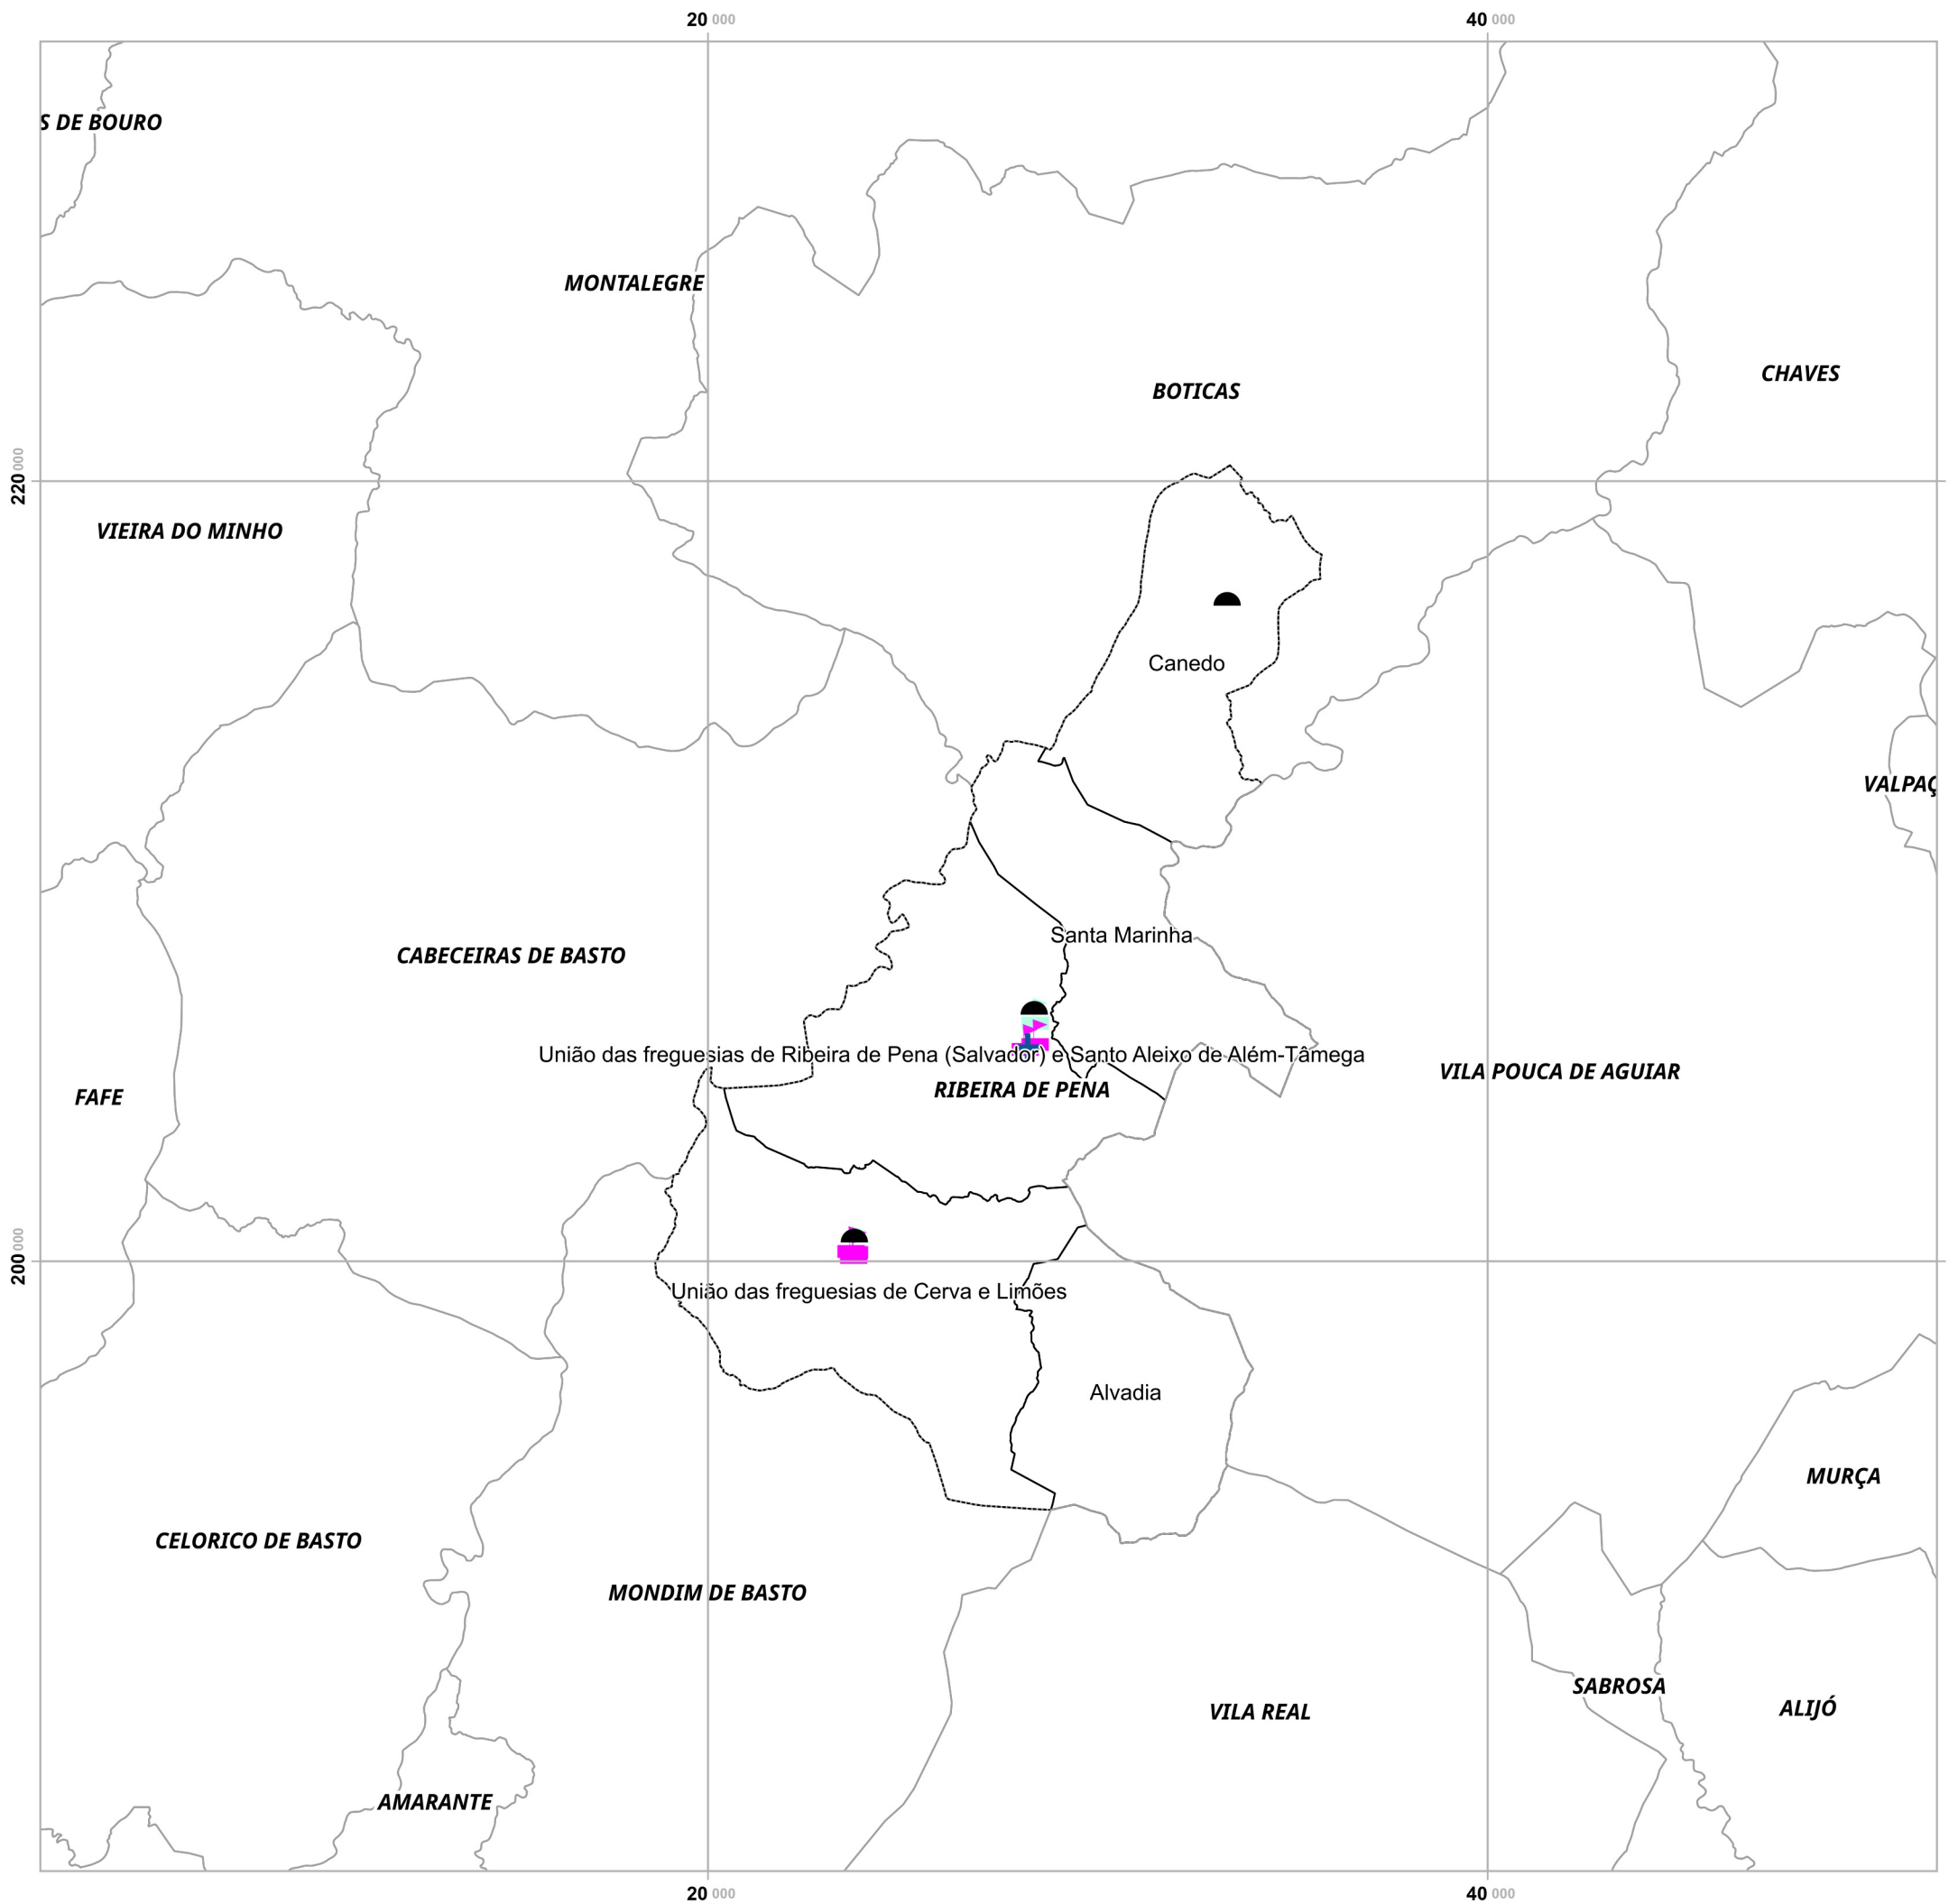 20 000
40 000
S DE BOURO
MONTALEGRE
CHAVES
BOTICAS
220 000
VIEIRA DO MINHO
Canedo
VALPAÇ
Santa Marinha
CABECEIRAS DE BASTO
União das freguesias de Ribeira de Pena (Salvador) e Santo Aleixo de Além-Tâmega
VILA POUCA DE AGUIAR
RIBEIRA DE PENA
FAFE
200 000
União das freguesias de Cerva e Limões
Alvadia
MURÇA
CELORICO DE BASTO
MONDIM DE BASTO
SABROSA
ALIJÓ
VILA REAL
AMARANTE
20 000
40 000